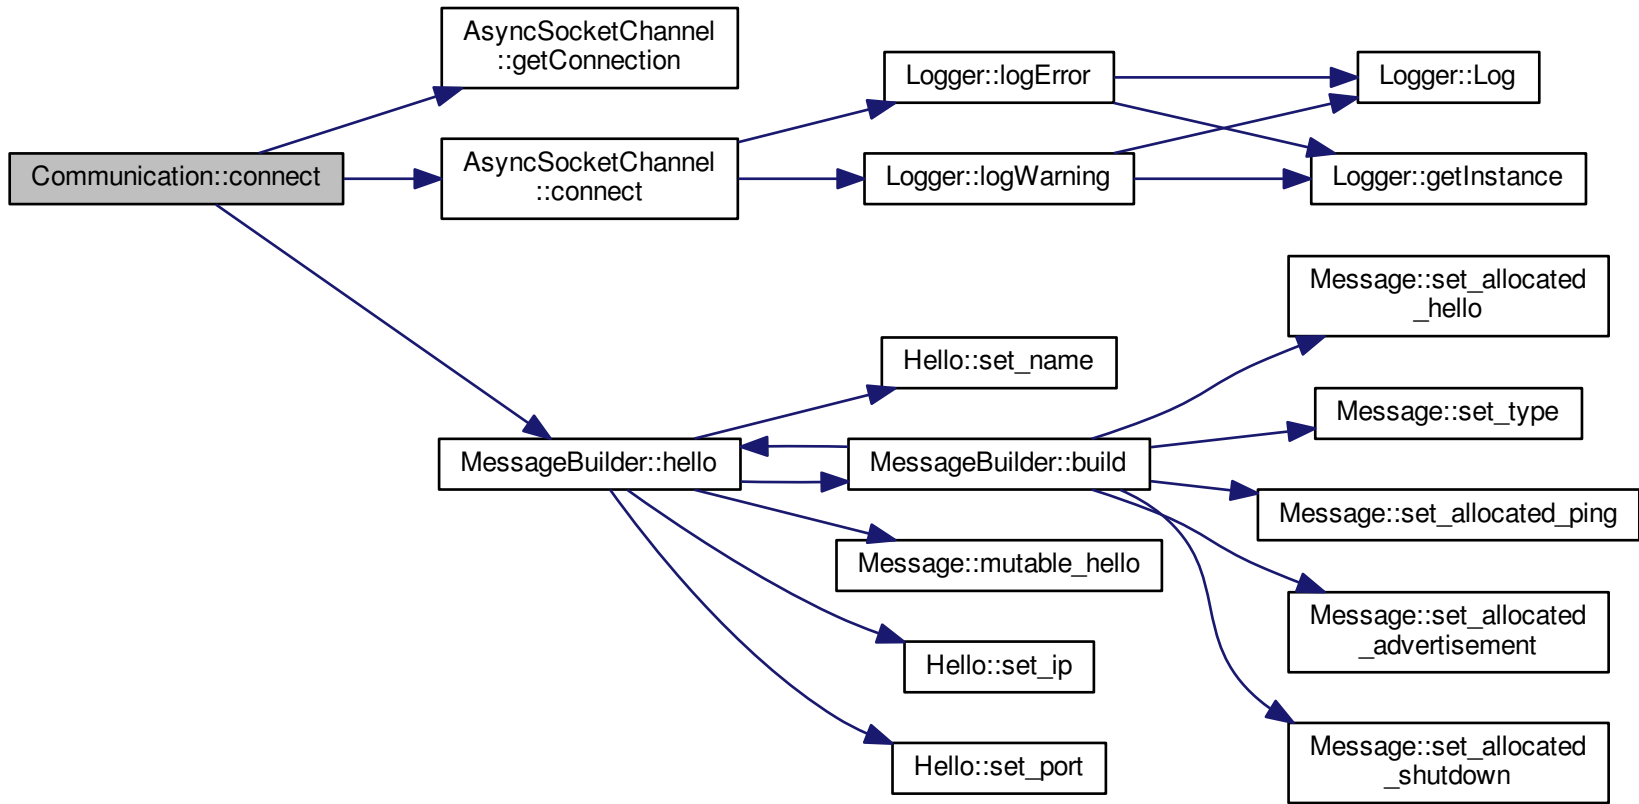 AsyncSocketChannel
::getConnection
Logger::logError
Logger::Log
Communication::connect
AsyncSocketChannel
::connect
Logger::logWarning
Logger::getInstance
Message::set_allocated
_hello
Hello::set_name
Message::set_type
MessageBuilder::hello
MessageBuilder::build
Message::set_allocated_ping
Message::mutable_hello
Message::set_allocated
_advertisement
Hello::set_ip
Hello::set_port
Message::set_allocated
_shutdown